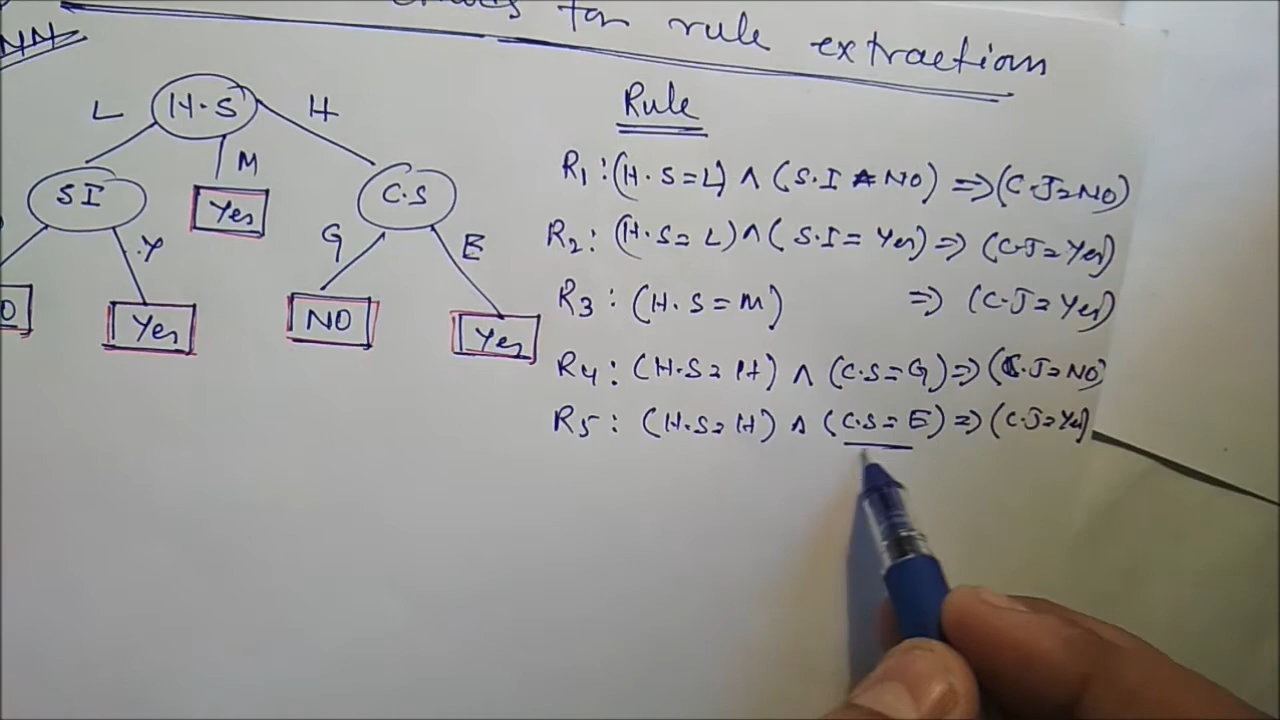 for rule extraction
NN
Rule
H.S
L
H
M
SI
Yes
C.S
Y
G
E
Yes
NO
Yes
R1 : (H.S=L) ∧ (S.I = NO) => (C.J=NO)
R2 : (H.S = L) ∧ (S.I = Yes) => (C.J=Yes)
R3 : (H.S = M) => (C.J = Yes)
R4 : (H.S = H) ∧ (C.S = G) => (C.J=NO)
R5 : (H.S = H) ∧ (C.S = E) => (C.J=Yes)